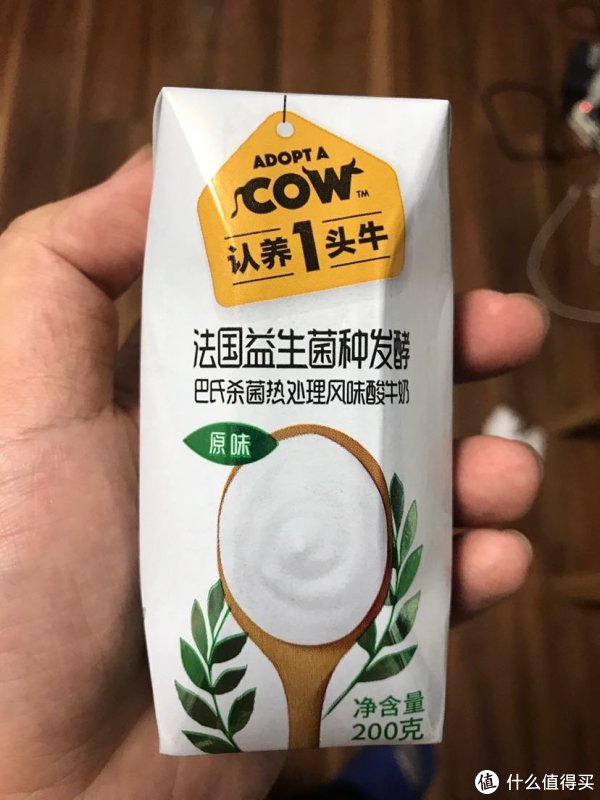 ADOPT A
COW™
认养1头牛
法国益生菌种发酵
巴氏杀菌热处理风味酸牛奶
原味
净含量
200克
值 什么值得买